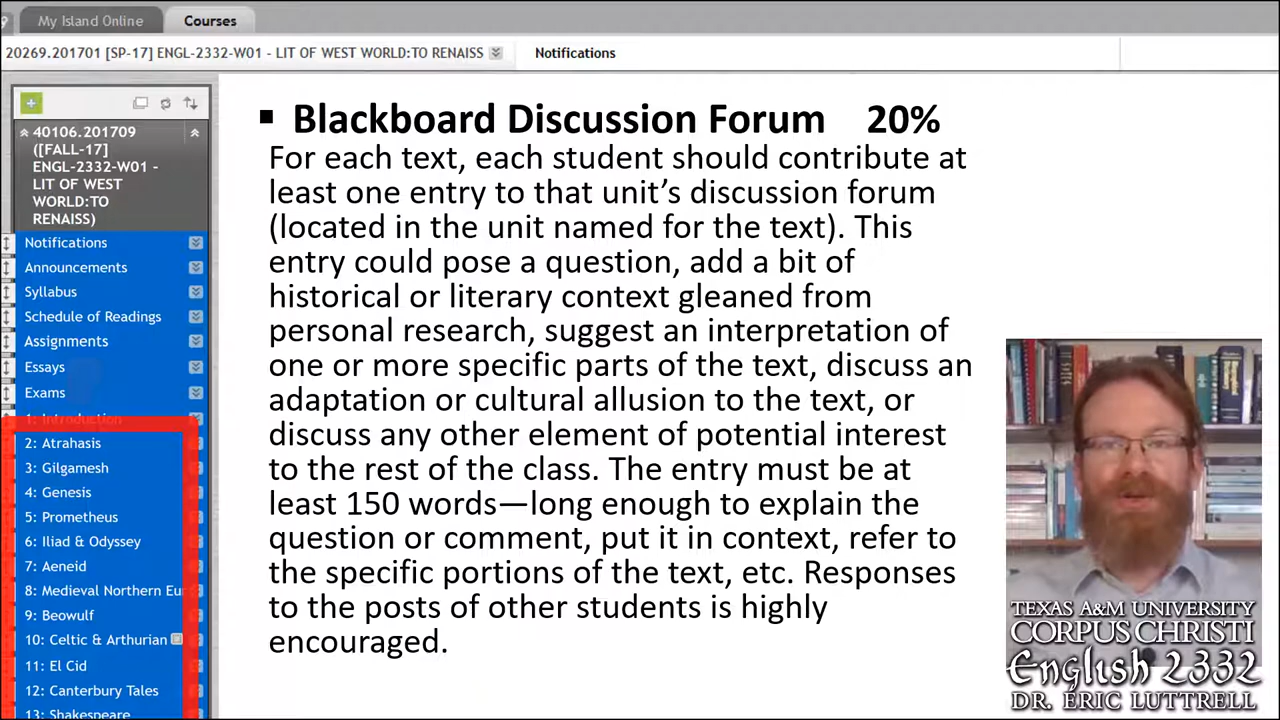 My Island Online
Courses
20269.201701 [SP-17] ENGL-2332-W01 - LIT OF WEST WORLD:TO RENAISS
Notifications
40106.201709
([FALL-17]
ENGL-2332-W01 -
LIT OF WEST
WORLD:TO
RENAISS)
Notifications
Announcements
Syllabus
Schedule of Readings
Assignments
Essays
Exams
1: Introduction
2: Atrahasis
3: Gilgamesh
4: Genesis
5: Prometheus
6: Iliad & Odyssey
7: Aeneid
8: Medieval Northern Eur
9: Beowulf
10: Celtic & Arthurian
11: El Cid
12: Canterbury Tales
13: Shakespeare
▪ Blackboard Discussion Forum 20%
For each text, each student should contribute at
least one entry to that unit’s discussion forum
(located in the unit named for the text). This
entry could pose a question, add a bit of
historical or literary context gleaned from
personal research, suggest an interpretation of
one or more specific parts of the text, discuss an
adaptation or cultural allusion to the text, or
discuss any other element of potential interest
to the rest of the class. The entry must be at
least 150 words—long enough to explain the
question or comment, put it in context, refer to
the specific portions of the text, etc. Responses
to the posts of other students is highly
encouraged.
TEXAS A&M UNIVERSITY
CORPUS CHRISTI
English 2332
DR. ERIC LUTTRELL